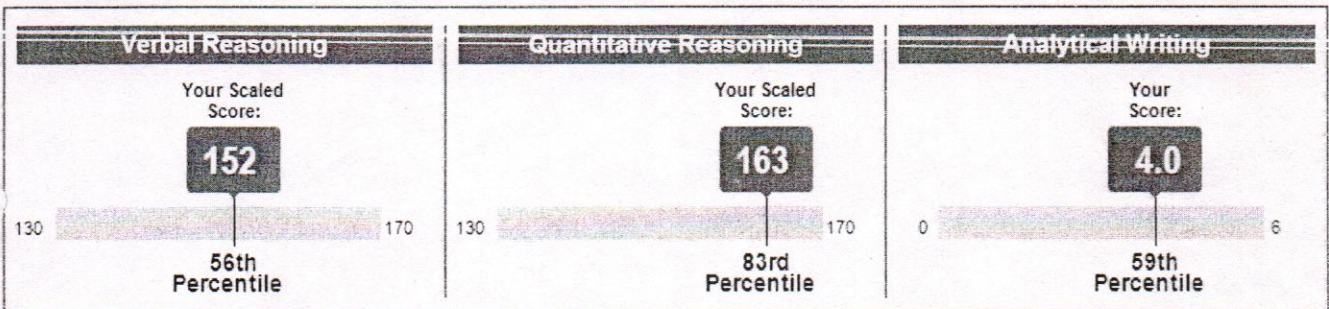 Verbal Reasoning
Your Scaled
Score:
152
130
170
56th
Percentile
Quantitative Reasoning
Your Scaled
Score:
163
130
170
83rd
Percentile
Analytical Writing
Your
Score:
4.0
0
6
59th
Percentile